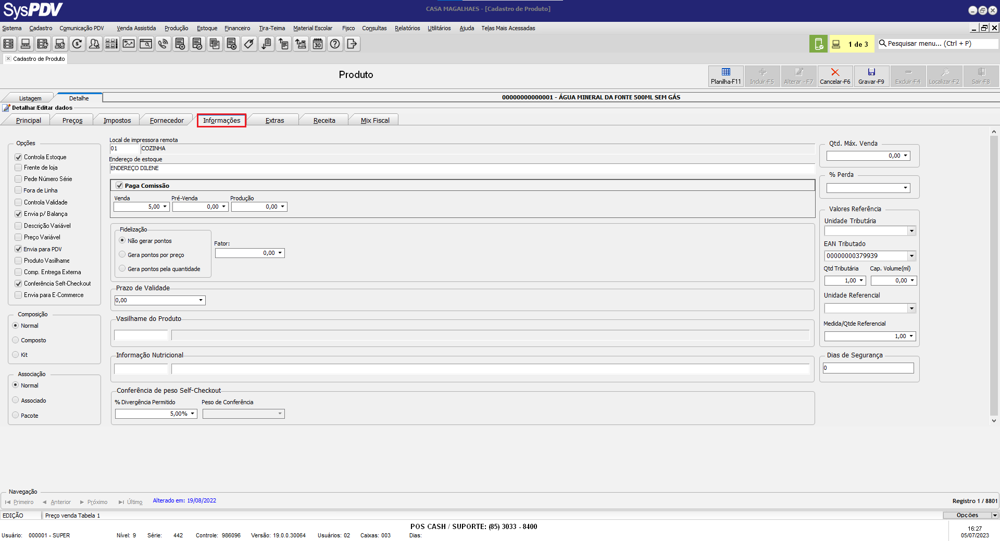 SysPDV
CASA MAGALHAES - [Cadastro de Produto]
Sistema Cadastro Comunicação PDV Venda Assistida Produção Estoque Financeiro Tira-Teima Material Escolar Fisco Consultas Relatórios Utilitários Ajuda Telas Mais Acessadas
30 1 de 3 Pesquisar menu... (Ctrl + P)
Cadastro de Produto
Produto
Planilha-F11 Incluir-F5 Alterar - F7 Cancelar-F6 Gravar-F9 Excluir-F4 Localizar-F2 Sair-F8
Listagem Detalhe 00000000000001 - ÁGUA MINERAL DA FONTE 500ML SEM GÁS
Detalhar/Editar dados
Principal Preços Impostos Fornecedor Informações Extras Receita Mix Fiscal
Opções
Controla Estoque
Frente de loja
Pede Número Série
Fora de Linha
Controla Validade
Envia p/ Balança
Descrição Variável
Preço Variável
Envia para PDV
Produto Vasilhame
Comp. Entrega Externa
Conferência Seft-Checkout
Envia para E-Commerce
Composição
Normal
Composto
Kit
Associação
Normal
Associado
Pacote
Local de impressora remota
01 COZINHA
Endereço de estoque
ENDEREÇO DILENE
Paga Comissão
Venda Pré-Venda Produção
5,00 0,00 0,00
Fidelização
Não gerar pontos
Gera pontos por preço
Gera pontos pela quantidade
Fator:
0,00
Prazo de Validade
0,00
Vasilhame do Produto
Informação Nutricional
Conferência de peso Self-Checkout
% Divergência Permitido Peso de Conferência
5,00%
Qtd. Máx. Venda
0,00
% Perda
Valores Referência
Unidade Tributária
EAN Tributado
00000000379939
Qtd Tributária Cap. Volume(ml)
1,00 0,00
Unidade Referencial
Medida/Qtde Referencial
1,00
Dias de Segurança
0
Navegação
Primeiro Anterior Próximo Último Alterado em: 19/08/2022 Registro 1 / 8801
EDIÇÃO Preço venda Tabela 1 Opções
POS CASH / SUPORTE: (85) 3033 - 8400
Usuário: 000001 - SUPER Nível: 9 Série: 442 Controle: 986096 Versão: 19.0.0.30064 Usuários: 02 Caixas: 003 Dias:
16:27
05/07/2023